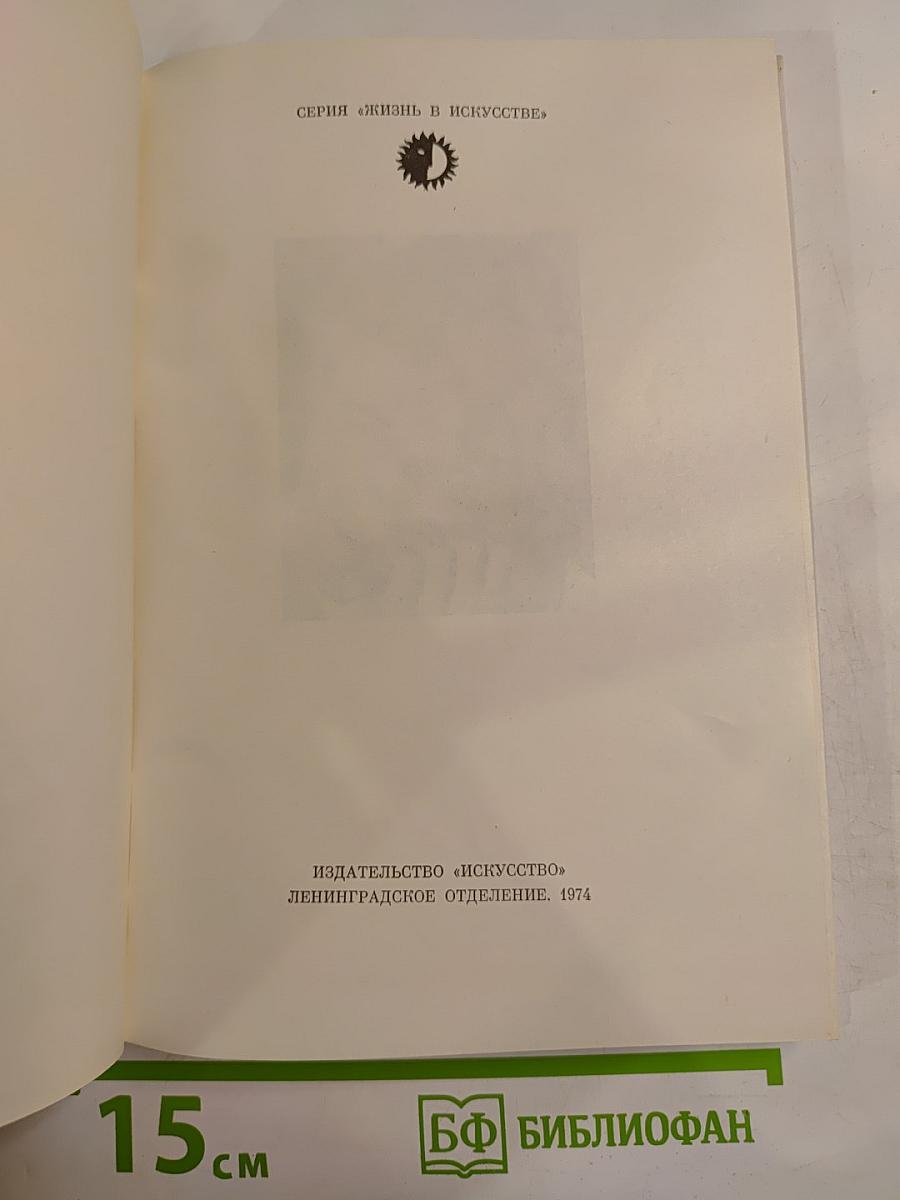 СЕРИЯ «ЖИЗНЬ В ИСКУССТВЕ»
ИЗДАТЕЛЬСТВО «ИСКУССТВО»
ЛЕНИНГРАДСКОЕ ОТДЕЛЕНИЕ. 1974
15 см
БФ БИБЛИОФАН